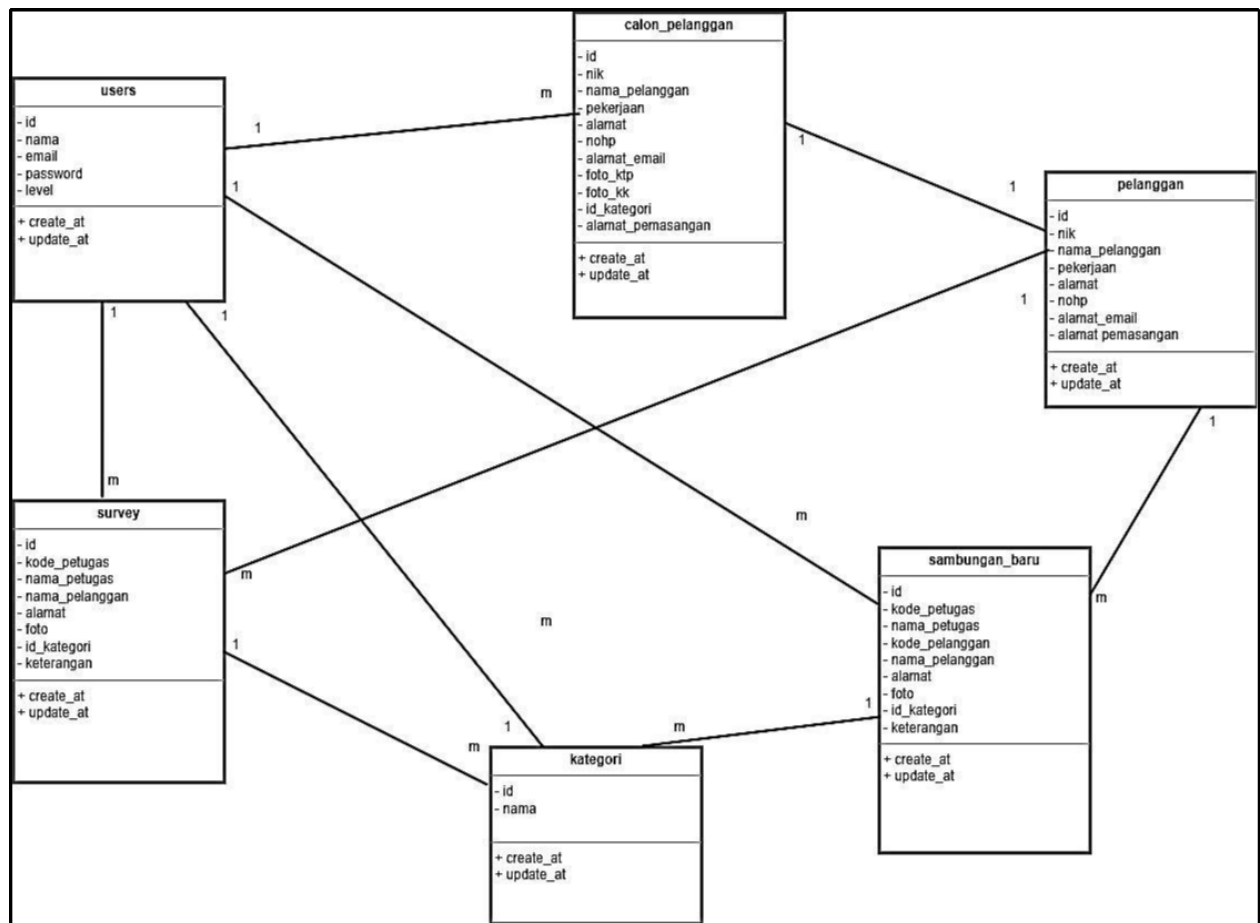 calon_pelanggan
- id
- nik
- nama_pelanggan
- pekerjaan
- alamat
- nohp
- alamat_email
- foto_ktp
- foto_kk
- id_kategori
- alamat_pemasangan
+ create_at
+ update_at
users
- id
- nama
- email
- password
- level
+ create_at
+ update_at
1
m
1
1
1
1
1
pelanggan
- id
- nik
- nama_pelanggan
- pekerjaan
- alamat
- nohp
- alamat_email
- alamat pemasangan
+ create_at
+ update_at
1
1
m
m
survey
- id
- kode_petugas
- nama_petugas
- nama_pelanggan
- alamat
- foto
- id_kategori
- keterangan
+ create_at
+ update_at
m
1
m
m
m
1
1
m
sambungan_baru
- id
- kode_petugas
- nama_petugas
- kode_pelanggan
- nama_pelanggan
- alamat
- foto
- id_kategori
- keterangan
+ create_at
+ update_at
kategori
- id
- nama
+ create_at
+ update_at